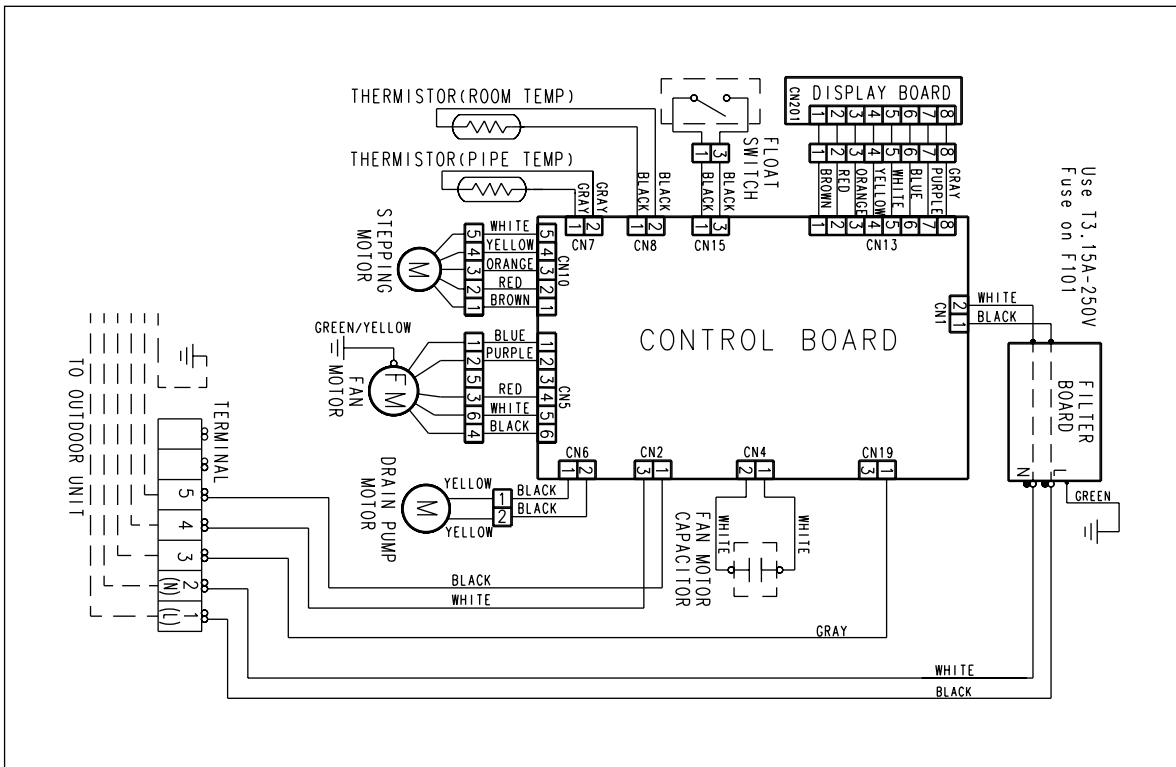 THERMISTOR(ROOM TEMP)
THERMISTOR(PIPE TEMP)
FLOAT
SWITCH
DISPLAY BOARD
CN201
1 2 3 4 5 6 7 8
1 2 3 4 5 6 7 8
BROWN
RED
ORANGE
YELLOW
WHITE
BLUE
PURPLE
GRAY
1 2 3 4 5 6 7 8
CN13
1 3
BLACK
BLACK
1 3
CN15
BLACK
BLACK
1 2
CN8
GRAY
GRAY
1 2
CN7
Use T3.15A-250V
Fuse on F101
STEPPING
MOTOR
M
5 WHITE 5
4 YELLOW 4
3 ORANGE 3
2 RED 2
1 BROWN 1
CN10
GREEN/YELLOW
FAN
MOTOR
FM
1 BLUE 1
2 PURPLE 2
5 3
3 RED 4
6 WHITE 5
4 BLACK 6
CN5
CONTROL BOARD
CN1
2 WHITE
1 BLACK
FILTER
BOARD
N
L
GREEN
DRAIN PUMP
MOTOR
M
YELLOW
YELLOW
1 BLACK
2 BLACK
CN6
1 2
CN2
3 1
CN4
2 1
CN19
3 1
WHITE
WHITE
FAN MOTOR
CAPACITOR
TO OUTDOOR UNIT
TERMINAL
5
4
3
2 (N)
1 (L)
BLACK
WHITE
GRAY
WHITE
BLACK